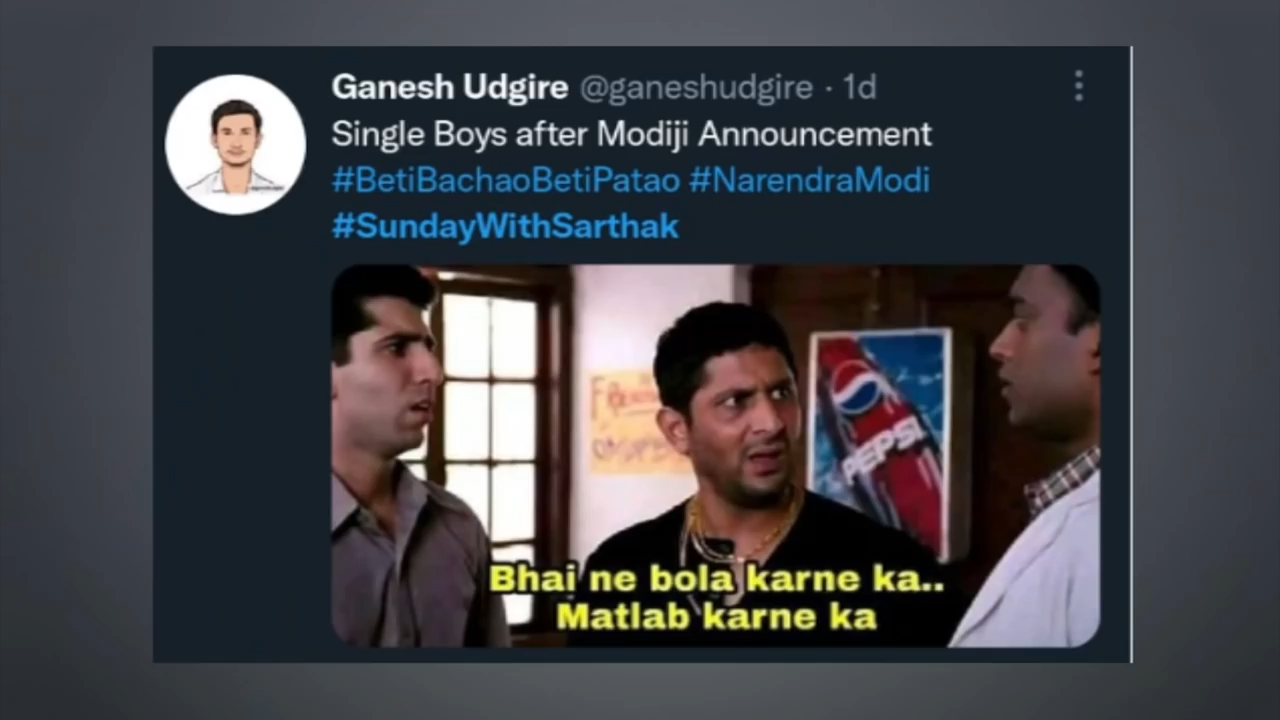 Ganesh Udgire @ganeshudgire · 1d
Single Boys after Modiji Announcement
#BetiBachaoBetiPatao #NarendraModi
#SundayWithSarthak
PEPSI
Bhai ne bola karne ka..
Matlab karne ka